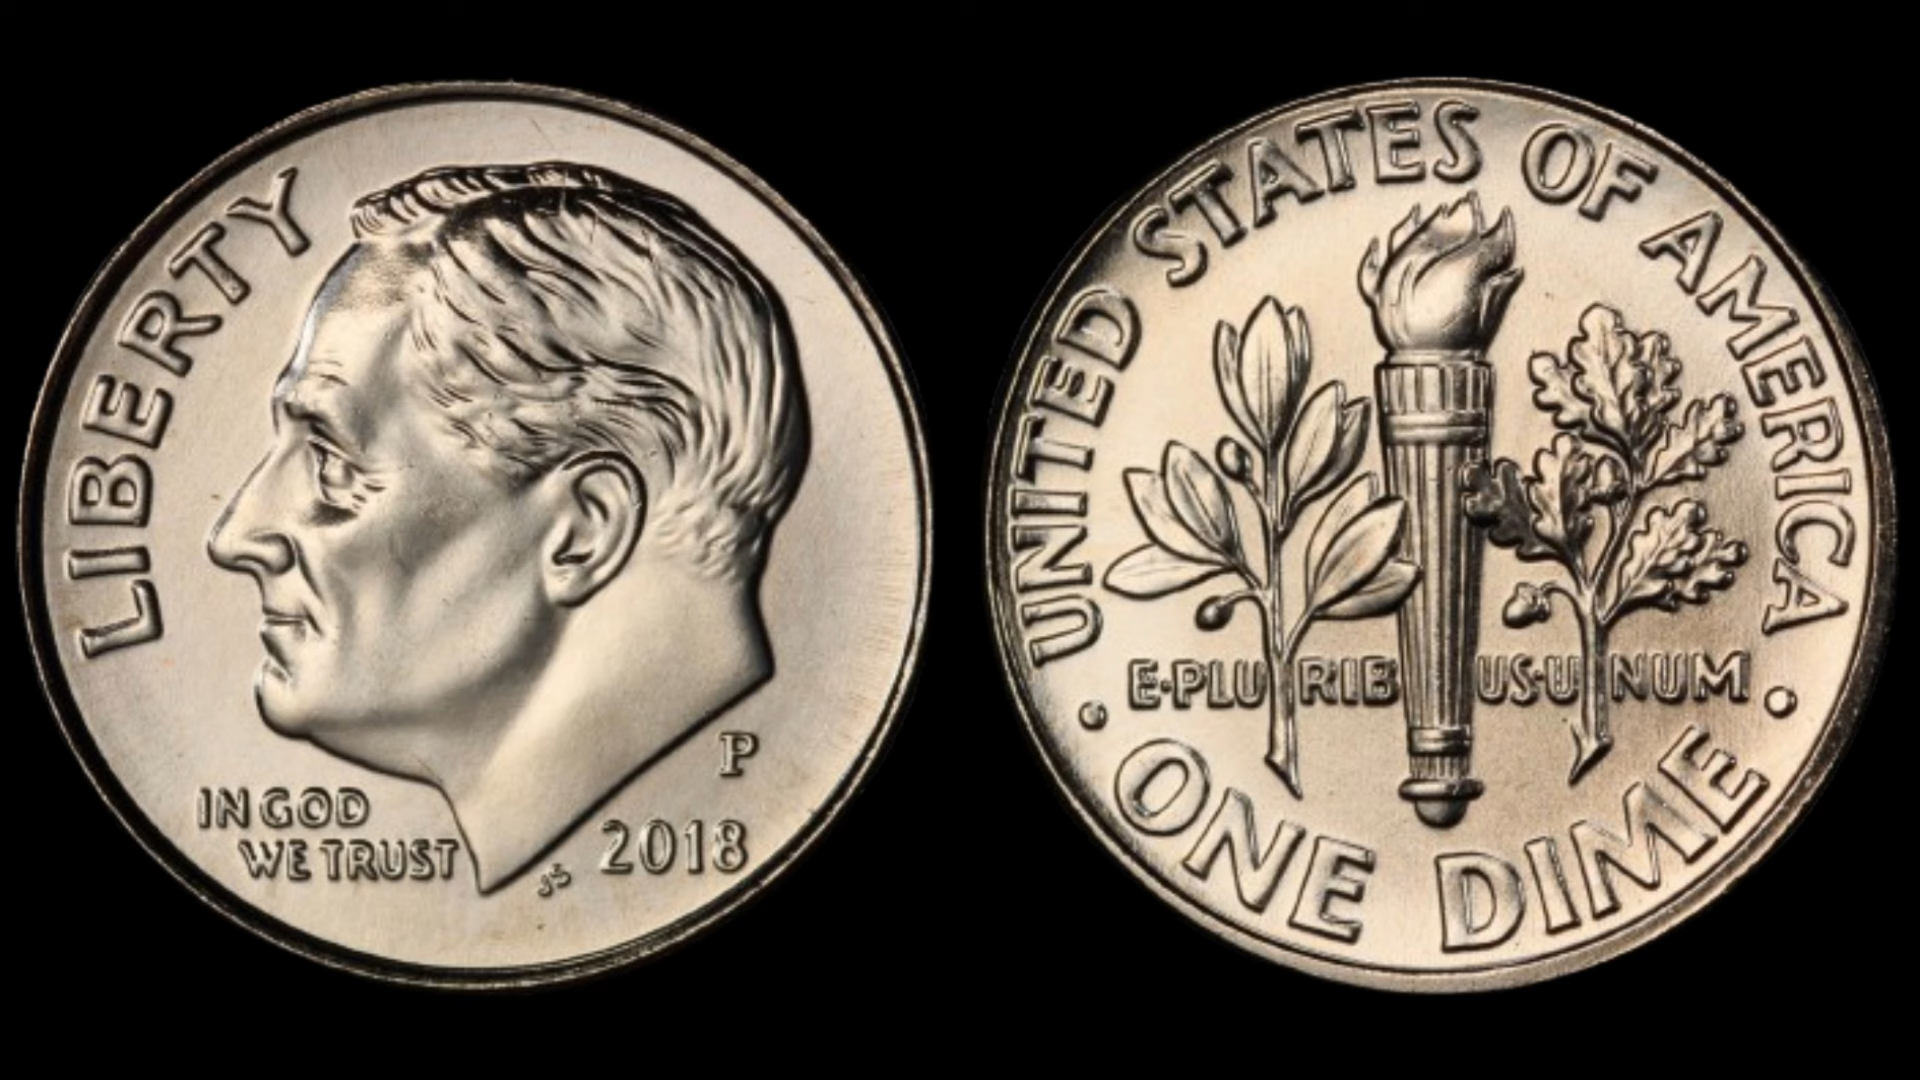 LIBERTY
IN GOD
WE TRUST
JS
2018
P
UNITED STATES OF AMERICA
E·PLURIBUS·UNUM
· ONE DIME ·